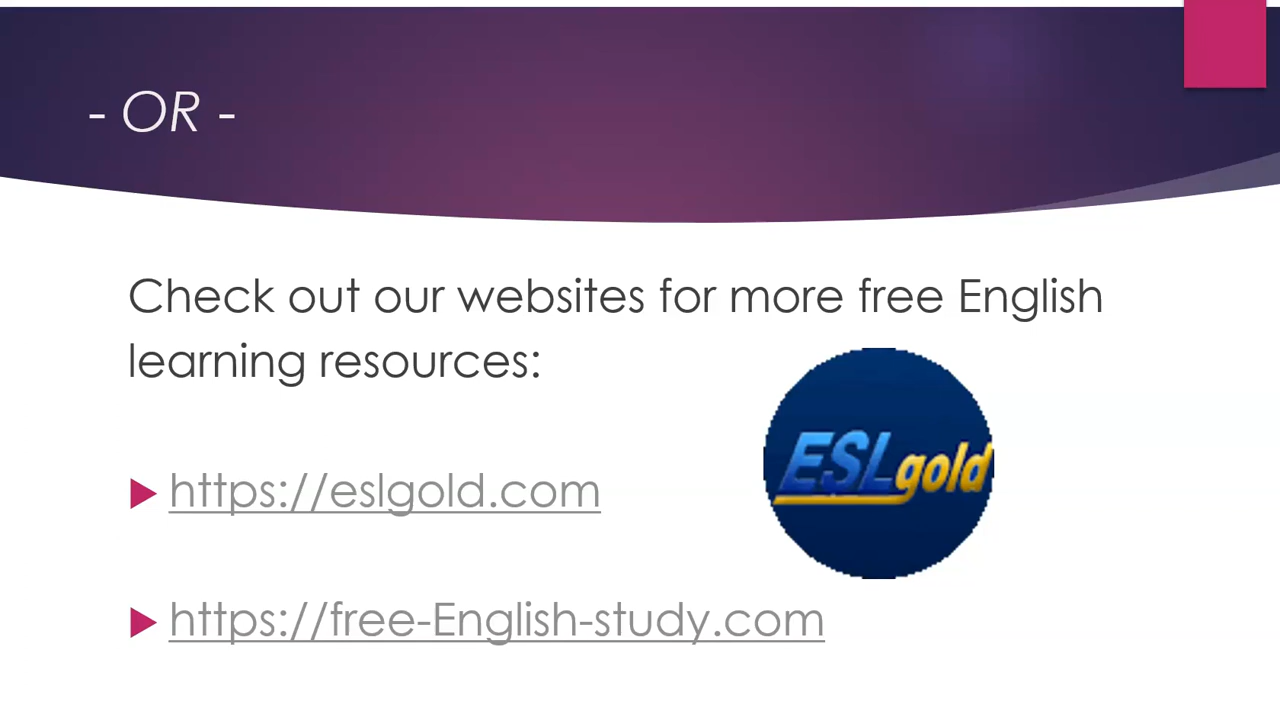 - OR -
Check out our websites for more free English
learning resources:
ESLgold
https://eslgold.com
https://free-English-study.com